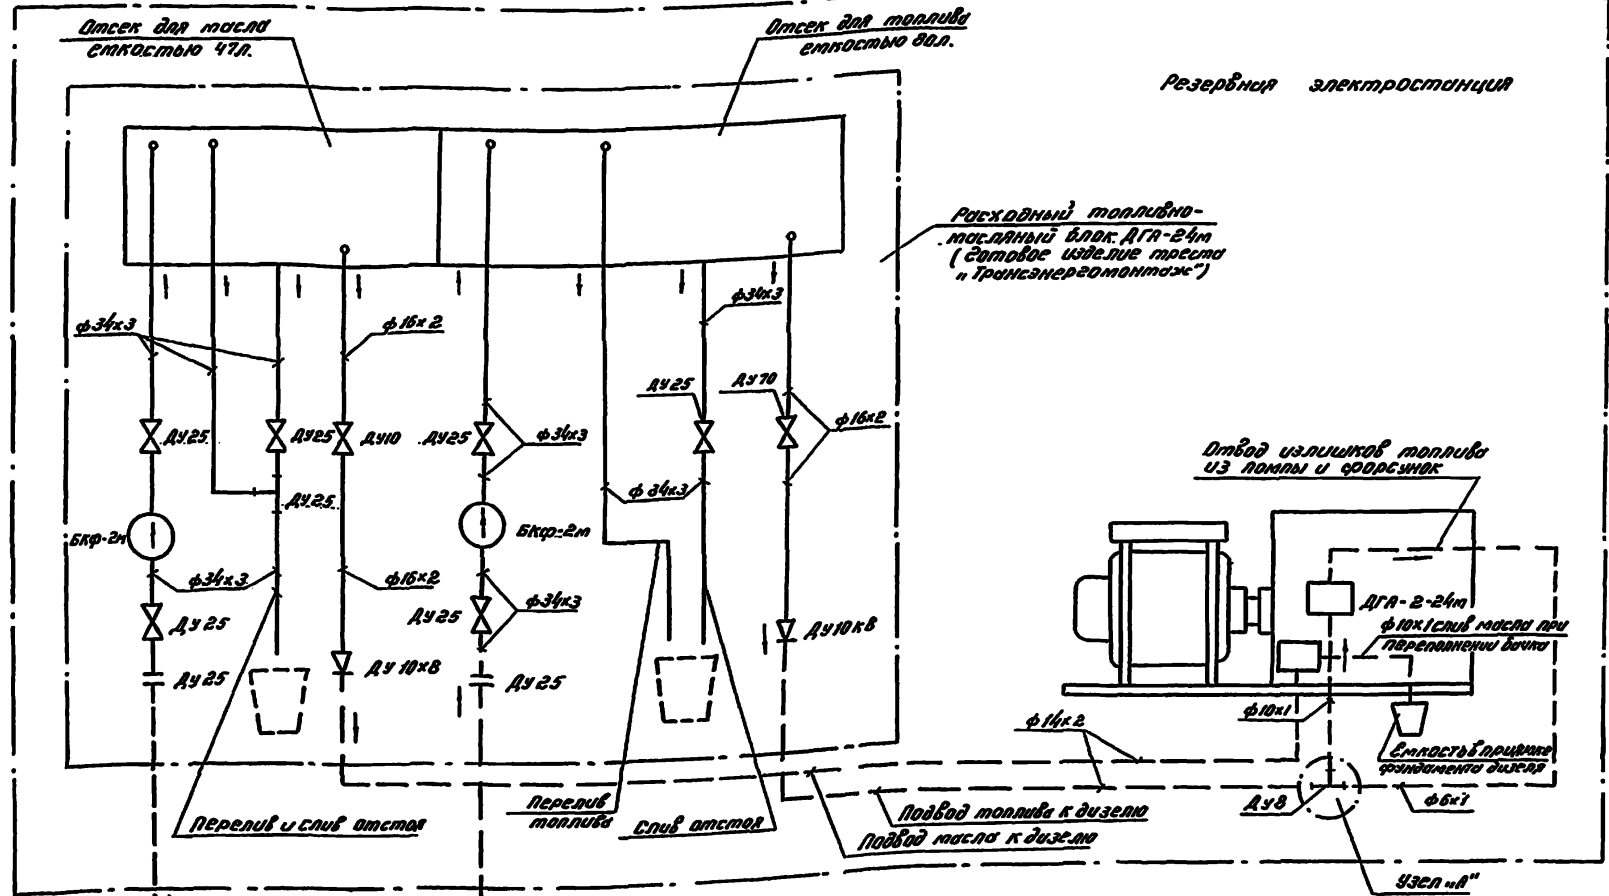 Отсек для масла
емкостью 47л.
Отсек для топлива
емкостью 80л.
Резервная электростанция
Расходный топливно-
масляный блок ДГА-24м
(готовое изделие треста
„Трансэнергомонтаж")
ф34х3
ф16х2
ф34х3
ДУ25
ДУ25
ДУ10
ДУ25
ф34х3
ДУ25
ДУ70
ф16х2
ДУ25
ф34х3
БКФ-2м
БКФ-2м
ф34х3
ф16х2
ДУ25
ф34х3
ДУ25
ДУ10х8
ДУ25
ДУ25
ДУ10х8
Отвод излишков топлива
из помпы и форсунок
ДГА-2-24м
ф10х1 слив масла при
переполнении бачка
ф10х1
ф14х2
Емкость в приямке
фундамента дизеля
Перелив и слив отстоя
Перелив
топлива
Слив отстоя
Подвод топлива к дизелю
Подвод масла к дизелю
ДУ8
ф6х1
Узел „А"